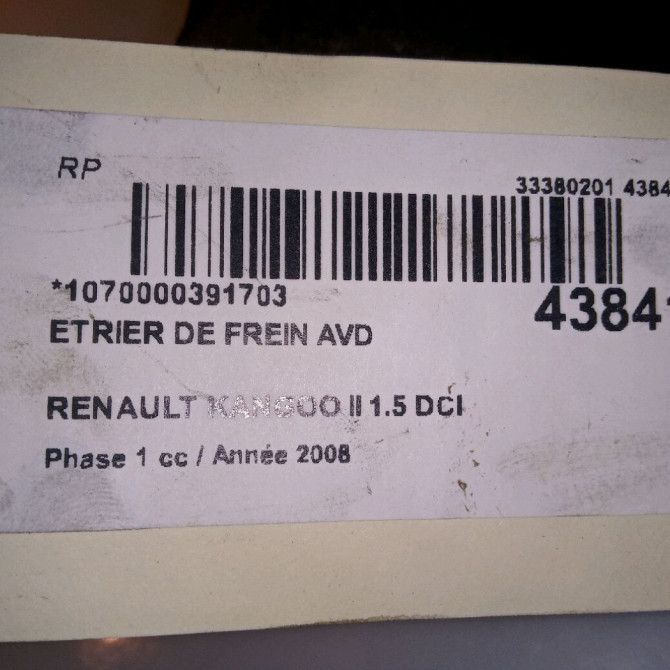 RP
33380201 4384
*1070000391703
4384
ETRIER DE FREIN AVD
RENAULT KANGOO II 1.5 DCI
Phase 1 cc / Année 2008